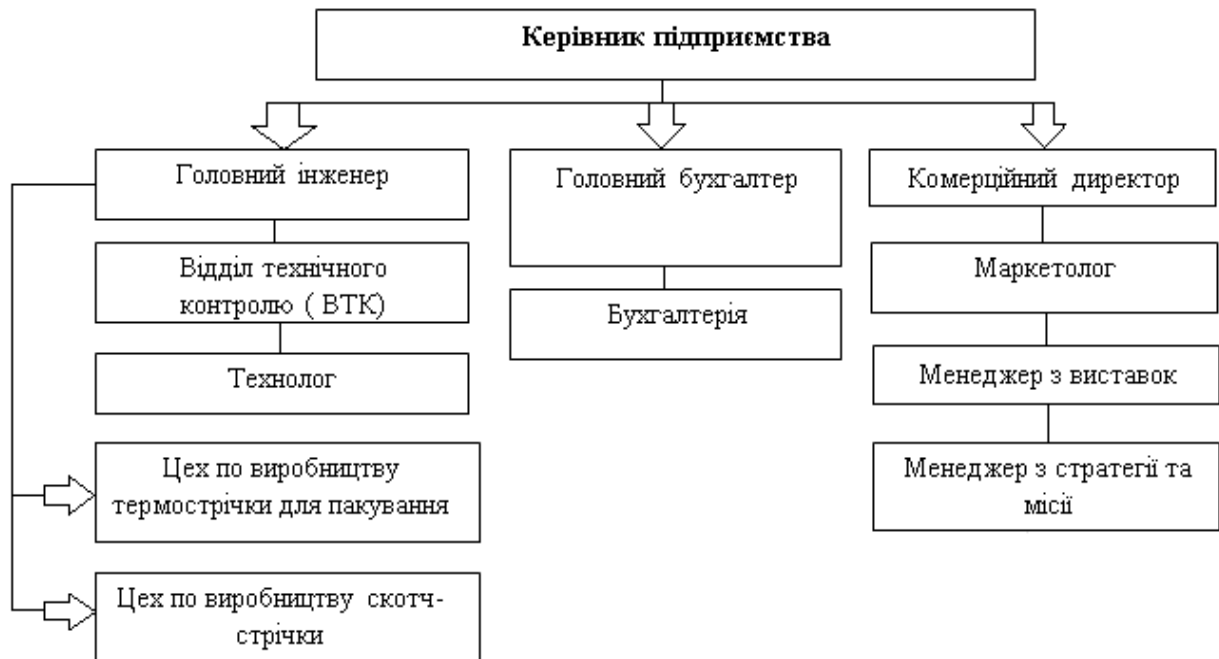 Керівник підприємства
Головний інженер
Головний бухгалтер
Комерційний директор
Відділ технічного
контролю ( ВТК)
Маркетолог
Бухгалтерія
Технолог
Менеджер з виставок
Цех по виробництву
термострічки для пакування
Менеджер з стратегії та
місії
Цех по виробництву скотч-
стрічки